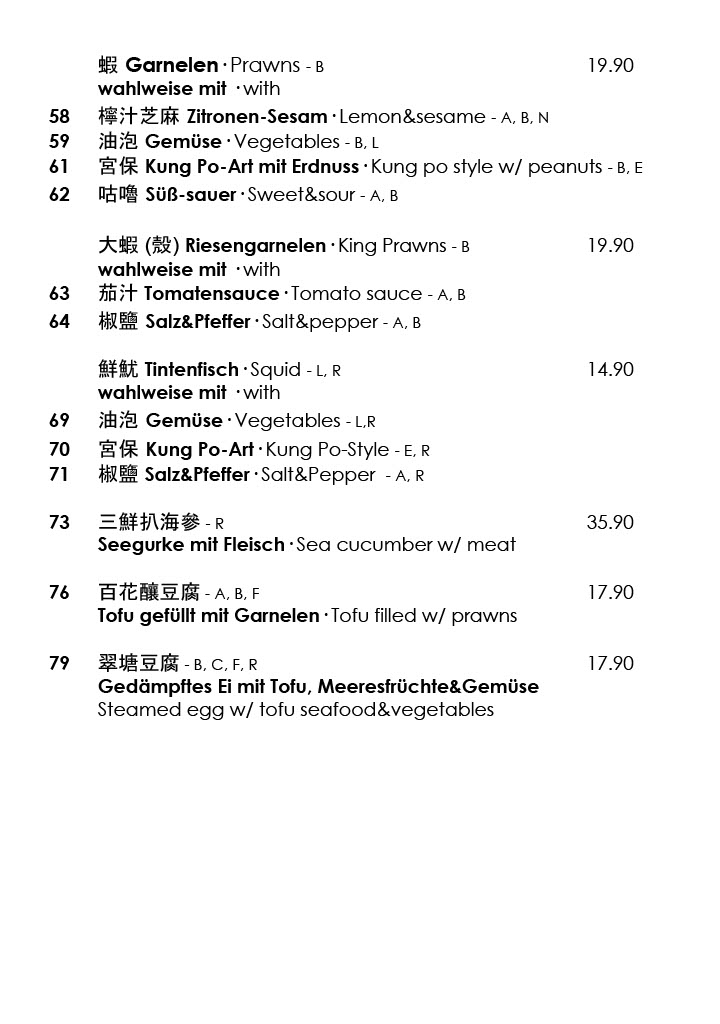 蝦 Garnelen·Prawns - B 19.90
wahlweise mit ·with
58 檸汁芝麻 Zitronen-Sesam·Lemon&sesame - A, B, N
59 油泡 Gemüse·Vegetables - B, L
61 宮保 Kung Po-Art mit Erdnuss·Kung po style w/ peanuts - B, E
62 咕嚕 Süß-sauer·Sweet&sour - A, B
大蝦 (殼) Riesengarnelen·King Prawns - B 19.90
wahlweise mit ·with
63 茄汁 Tomatensauce·Tomato sauce - A, B
64 椒鹽 Salz&Pfeffer·Salt&pepper - A, B
鮮魷 Tintenfisch·Squid - L, R 14.90
wahlweise mit ·with
69 油泡 Gemüse·Vegetables - L,R
70 宮保 Kung Po-Art·Kung Po-Style - E, R
71 椒鹽 Salz&Pfeffer·Salt&Pepper - A, R
73 三鮮扒海參 - R 35.90
Seegurke mit Fleisch·Sea cucumber w/ meat
76 百花釀豆腐 - A, B, F 17.90
Tofu gefüllt mit Garnelen·Tofu filled w/ prawns
79 翠塘豆腐 - B, C, F, R 17.90
Gedämpftes Ei mit Tofu, Meeresfrüchte&Gemüse
Steamed egg w/ tofu seafood&vegetables